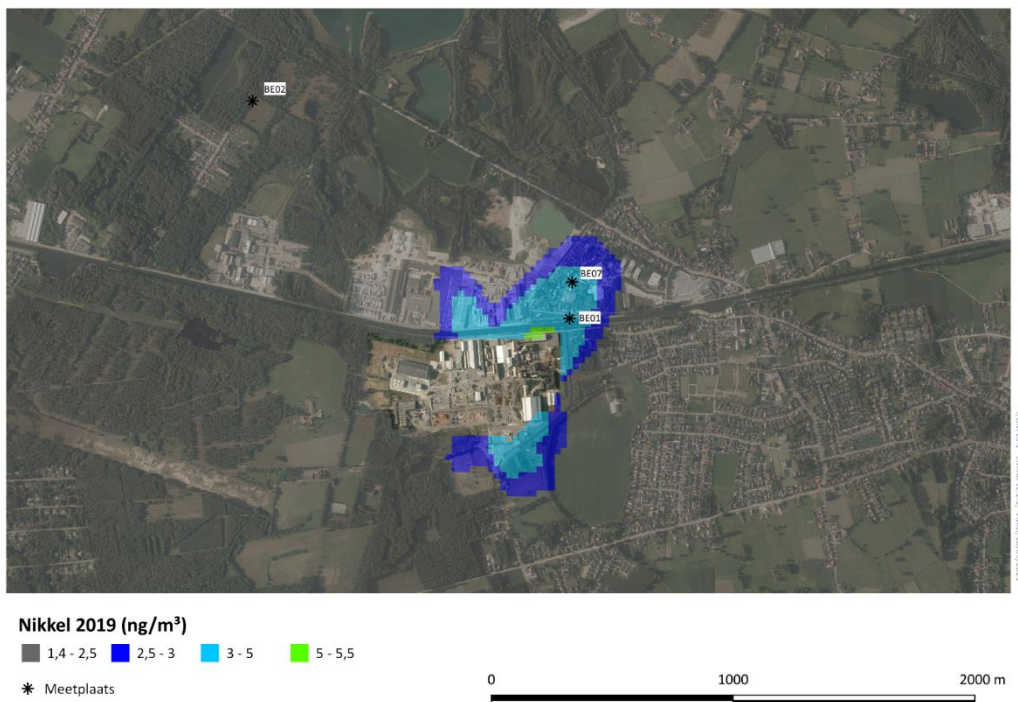 BE02
BE07
BE01
Nikkel 2019 (ng/m³)
1,4 - 2,5 2,5 - 3 3 - 5 5 - 5,5
Meetplaats
0 1000 2000 m